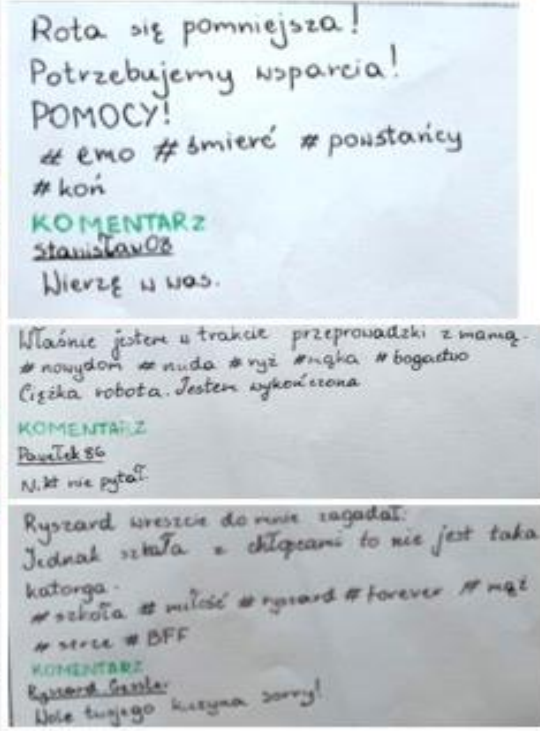 Rota się pomniejsza!
Potrzebujemy wsparcia!
POMOCY!
# emo # śmierć # powstańcy
# koń
KOMENTARZ
Stanisław08
Wierzę w was.
Właśnie jestem w trakcie przeprowadzki z mamą.
# nowydom # nuda # ryż # mąka # bogactwo
Ciężka robota. Jestem wykończona
KOMENTARZ
Pawełek86
Nikt nie pytał.
Ryszard wreszcie do mnie zagadał.
Jednak szkoła z chłopcami to nie jest taka
katorga.
# szkoła # miłość # ryszard # forever # mąż
# serce # BFF
KOMENTARZ
Ryszard
Wole twojego kuzyna sorry!